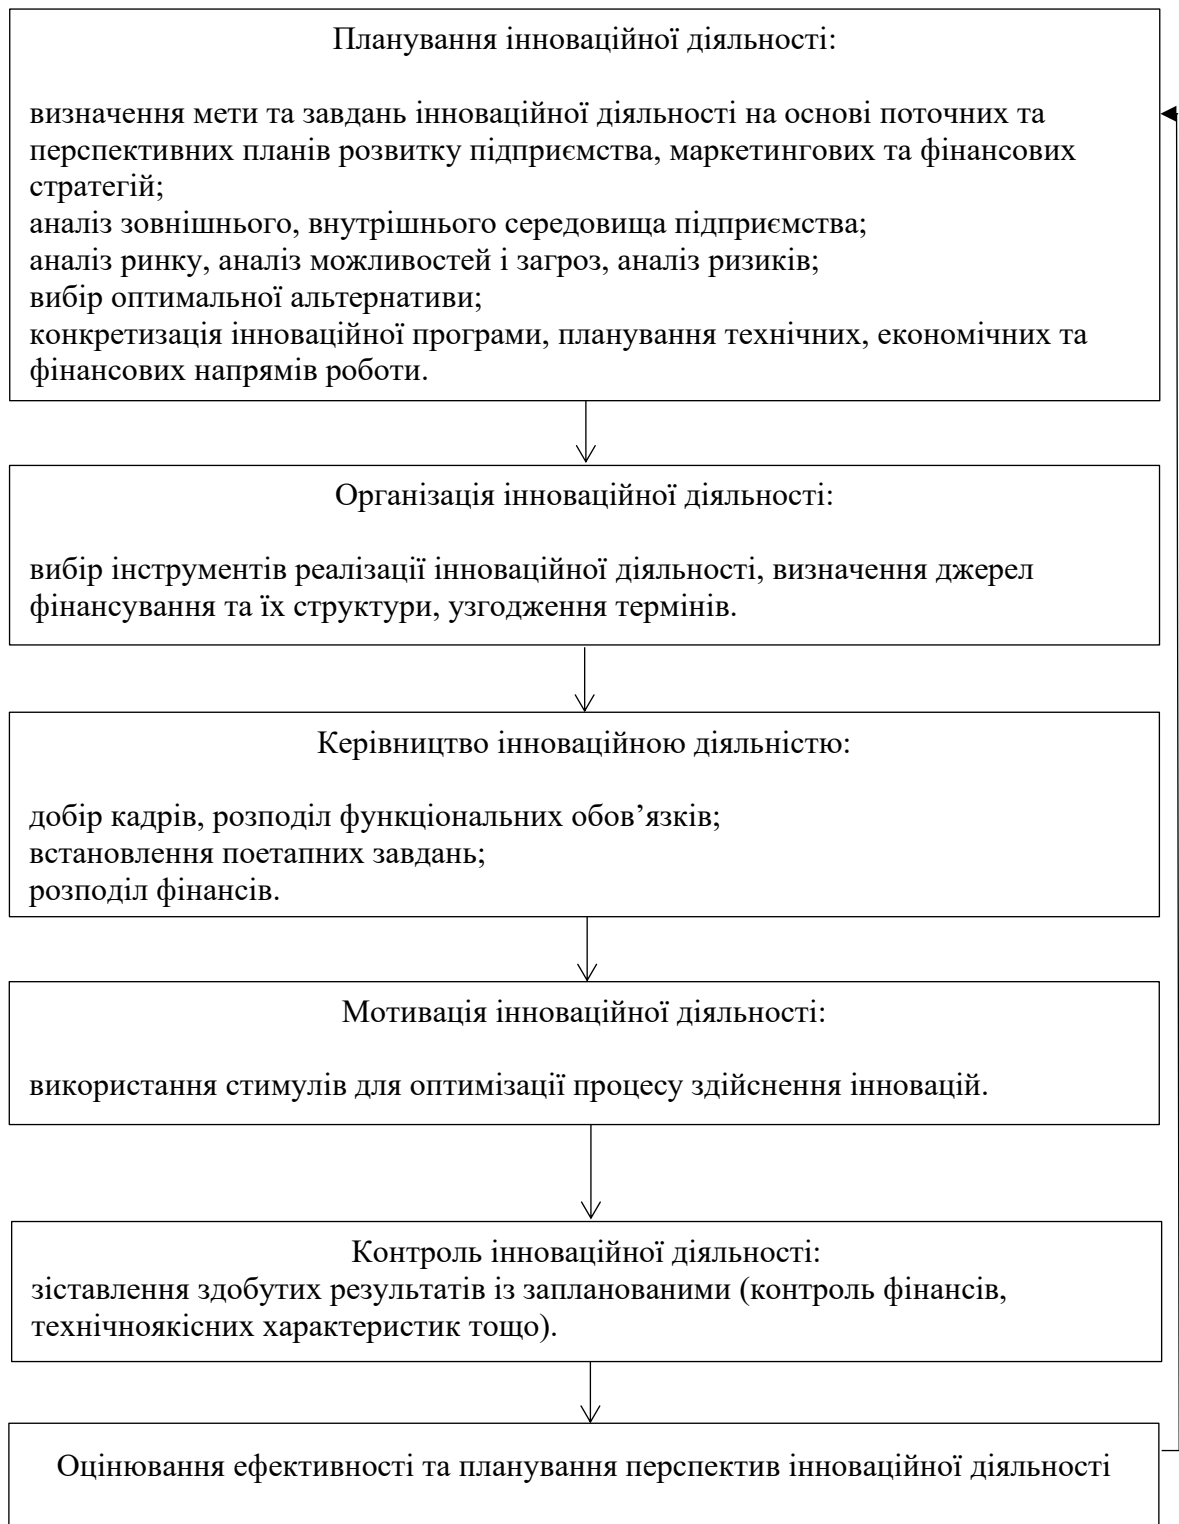 Планування інноваційної діяльності:
визначення мети та завдань інноваційної діяльності на основі поточних та
перспективних планів розвитку підприємства, маркетингових та фінансових
стратегій;
аналіз зовнішнього, внутрішнього середовища підприємства;
аналіз ринку, аналіз можливостей і загроз, аналіз ризиків;
вибір оптимальної альтернативи;
конкретизація інноваційної програми, планування технічних, економічних та
фінансових напрямів роботи.
Організація інноваційної діяльності:
вибір інструментів реалізації інноваційної діяльності, визначення джерел
фінансування та їх структури, узгодження термінів.
Керівництво інноваційною діяльністю:
добір кадрів, розподіл функціональних обов’язків;
встановлення поетапних завдань;
розподіл фінансів.
Мотивація інноваційної діяльності:
використання стимулів для оптимізації процесу здійснення інновацій.
Контроль інноваційної діяльності:
зіставлення здобутих результатів із запланованими (контроль фінансів,
технічноякісних характеристик тощо).
Оцінювання ефективності та планування перспектив інноваційної діяльності